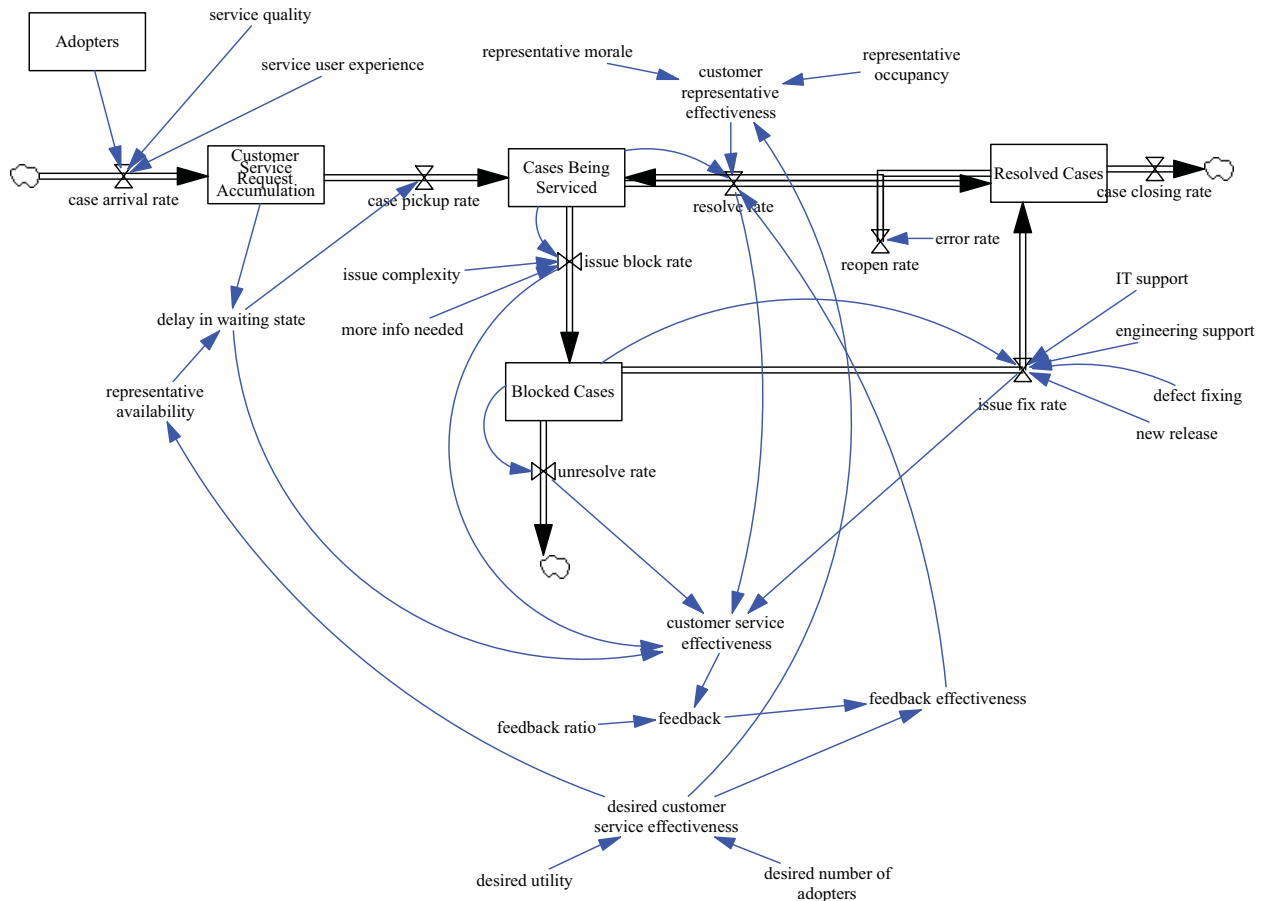 service quality
Adopters
service user experience
representative morale
representative
occupancy
customer
representative
effectiveness
Customer
Service
Request
Accumulation
Cases Being
Serviced
Resolved Cases
case arrival rate
case pickup rate
resolve rate
case closing rate
error rate
reopen rate
issue complexity
issue block rate
more info needed
IT support
engineering support
delay in waiting state
representative
availability
Blocked Cases
defect fixing
issue fix rate
new release
unresolve rate
customer service
effectiveness
feedback ratio
feedback
feedback effectiveness
desired customer
service effectiveness
desired utility
desired number of
adopters